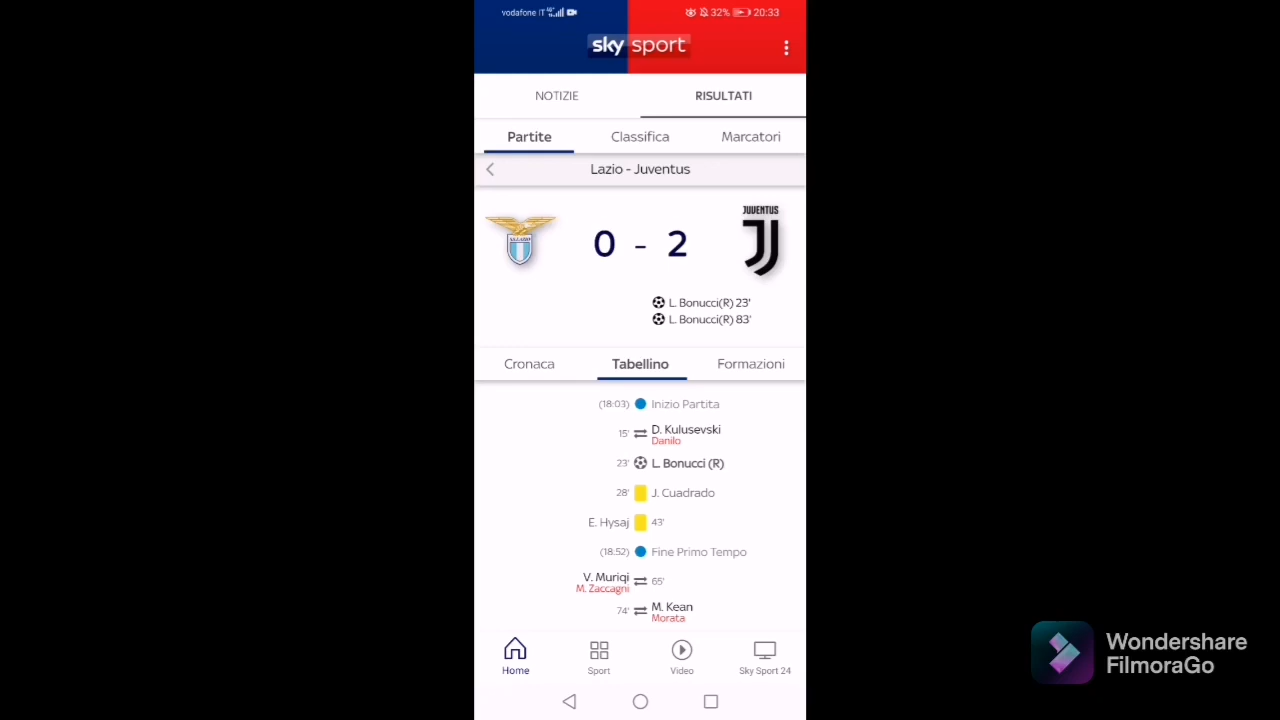 vodafone IT 32% 20:33
sky sport
NOTIZIE RISULTATI
Partite Classifica Marcatori
Lazio - Juventus
JUVENTUS
0 - 2
L. Bonucci(R) 23'
L. Bonucci(R) 83'
Cronaca Tabellino Formazioni
(18:03) Inizio Partita
15' D. Kulusevski
Danilo
23' L. Bonucci (R)
28' J. Cuadrado
E. Hysaj 43'
(18:52) Fine Primo Tempo
V. Muriqi 65'
M. Zaccagni
74' M. Kean
Morata
Home Sport Video Sky Sport 24
Wondershare
FilmoraGo